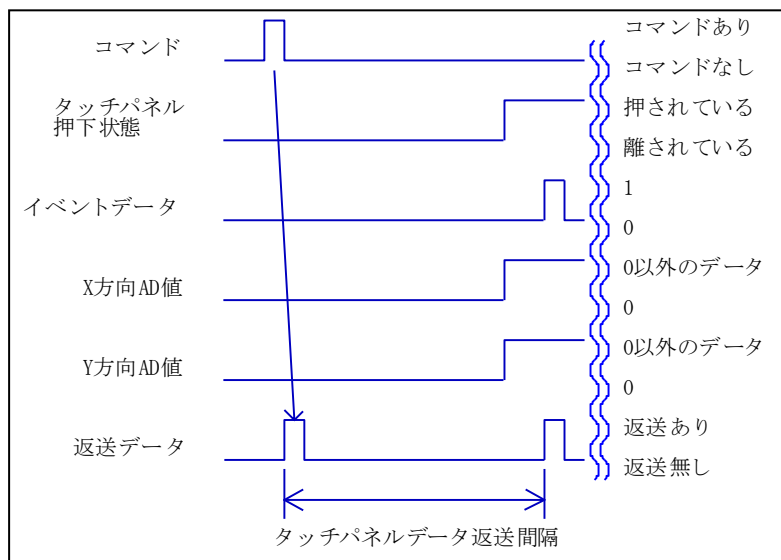 コマンド
コマンドあり
コマンドなし
タッチパネル
押下状態
押されている
離されている
イベントデータ
1
0
X方向AD値
0以外のデータ
0
Y方向AD値
0以外のデータ
0
返送データ
返送あり
返送無し
タッチパネルデータ返送間隔